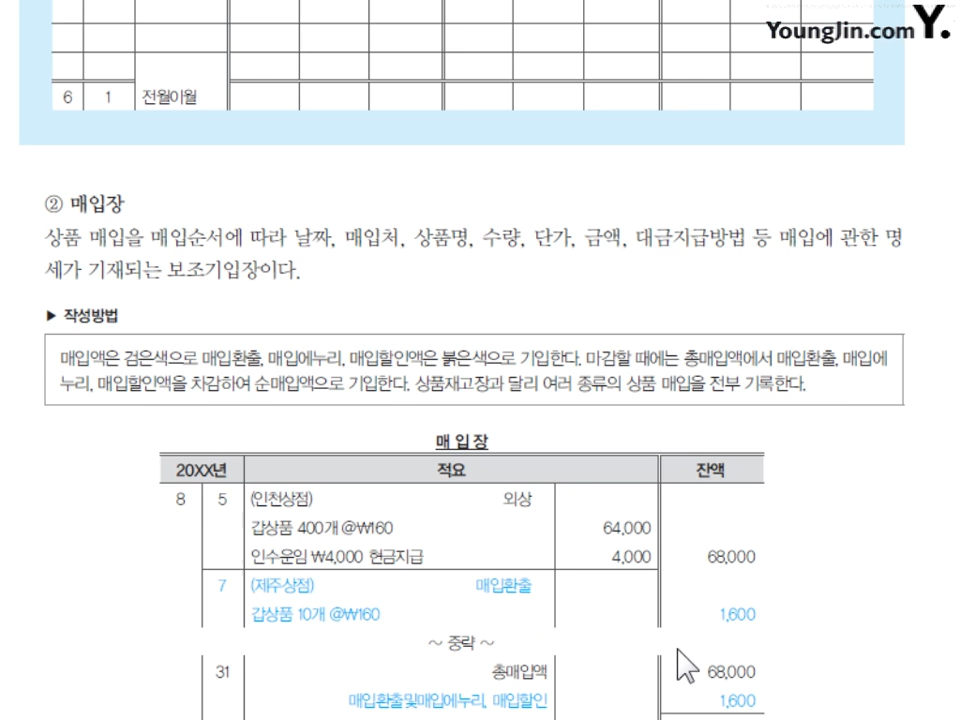 YoungJin.com Y.
6 1 전월이월
② 매입장
상품 매입을 매입순서에 따라 날짜, 매입처, 상품명, 수량, 단가, 금액, 대금지급방법 등 매입에 관한 명
세가 기재되는 보조기입장이다.
▶ 작성방법
매입액은 검은색으로 매입환출, 매입에누리, 매입할인액은 붉은색으로 기입한다. 마감할 때에는 총매입액에서 매입환출, 매입에
누리, 매입할인액을 차감하여 순매입액으로 기입한다. 상품재고장과 달리 여러 종류의 상품 매입을 전부 기록한다.
매 입 장
20XX년 적요 잔액
8 5 (인천상점) 외상
갑상품 400개 @₩160 64,000
인수운임 ₩4,000 현금지급 4,000 68,000
7 (제주상점) 매입환출
갑상품 10개 @₩160 1,600
～ 중략 ～
31 총매입액 68,000
매입환출및매입에누리, 매입할인 1,600